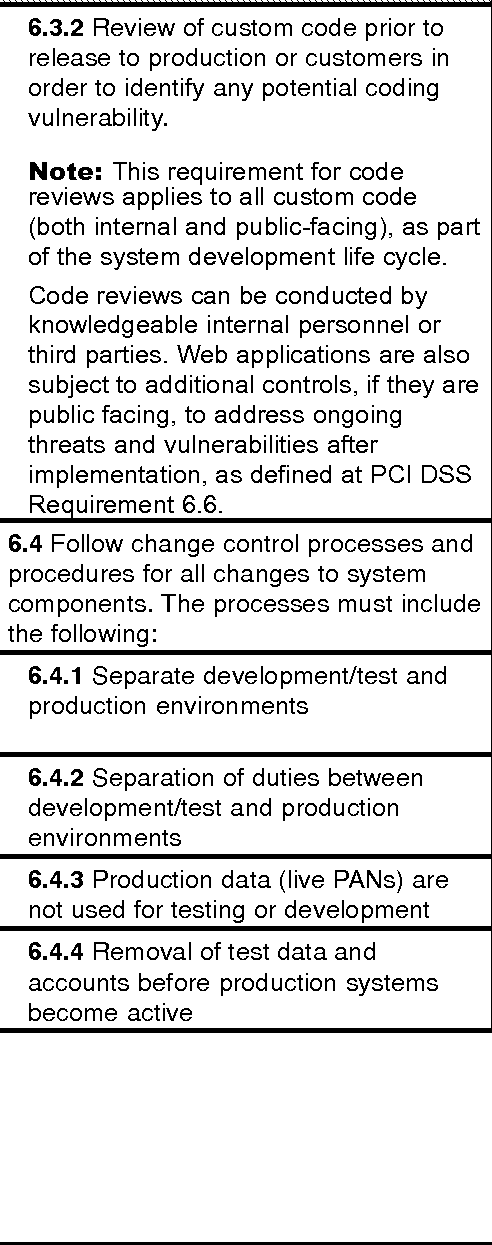 6.3.2 Review of custom code prior to
release to production or customers in
order to identify any potential coding
vulnerability.
Note: This requirement for code
reviews applies to all custom code
(both internal and public-facing), as part
of the system development life cycle.
Code reviews can be conducted by
knowledgeable internal personnel or
third parties. Web applications are also
subject to additional controls, if they are
public facing, to address ongoing
threats and vulnerabilities after
implementation, as defined at PCI DSS
Requirement 6.6.
6.4 Follow change control processes and
procedures for all changes to system
components. The processes must include
the following:
6.4.1 Separate development/test and
production environments
6.4.2 Separation of duties between
development/test and production
environments
6.4.3 Production data (live PANs) are
not used for testing or development
6.4.4 Removal of test data and
accounts before production systems
become active